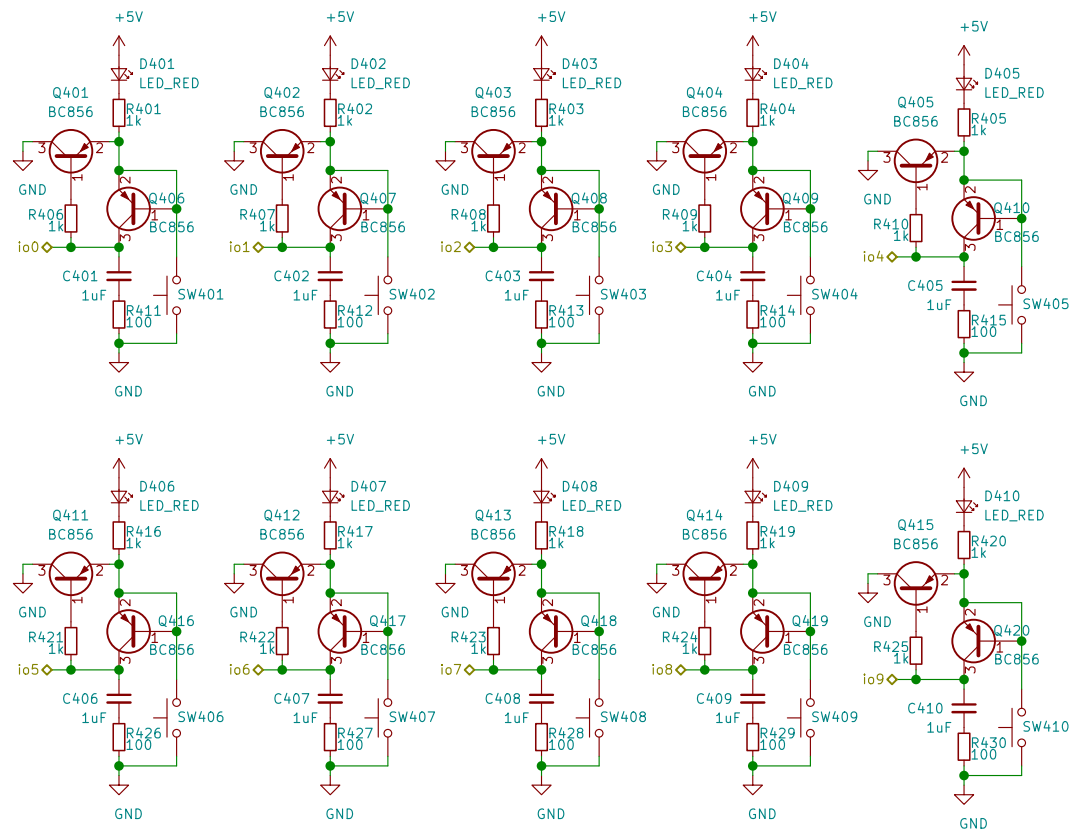 +5V
D401
LED_RED
Q401
BC856
R401
1k
3
2
GND
1
2
R406
1k
Q406
1
BC856
3
io0
C401
1uF
SW401
R411
100
GND
+5V
D402
LED_RED
Q402
BC856
R402
1k
3
2
GND
1
2
R407
1k
Q407
1
BC856
3
io1
C402
1uF
SW402
R412
100
GND
+5V
D403
LED_RED
Q403
BC856
R403
1k
3
2
GND
1
2
R408
1k
Q408
1
BC856
3
io2
C403
1uF
SW403
R413
100
GND
+5V
D404
LED_RED
Q404
BC856
R404
1k
3
2
GND
1
2
R409
1k
Q409
1
BC856
3
io3
C404
1uF
SW404
R414
100
GND
+5V
D405
LED_RED
Q405
BC856
R405
1k
3
2
GND
1
2
R410
1k
Q410
1
BC856
3
io4
C405
1uF
SW405
R415
100
GND
+5V
D406
LED_RED
Q411
BC856
R416
1k
3
2
GND
1
2
R421
1k
Q416
1
BC856
3
io5
C406
1uF
SW406
R426
100
GND
+5V
D407
LED_RED
Q412
BC856
R417
1k
3
2
GND
1
2
R422
1k
Q417
1
BC856
3
io6
C407
1uF
SW407
R427
100
GND
+5V
D408
LED_RED
Q413
BC856
R418
1k
3
2
GND
1
2
R423
1k
Q418
1
BC856
3
io7
C408
1uF
SW408
R428
100
GND
+5V
D409
LED_RED
Q414
BC856
R419
1k
3
2
GND
1
2
R424
1k
Q419
1
BC856
3
io8
C409
1uF
SW409
R429
100
GND
+5V
D410
LED_RED
Q415
BC856
R420
1k
3
2
GND
1
2
R425
1k
Q420
1
BC856
3
io9
C410
1uF
SW410
R430
100
GND